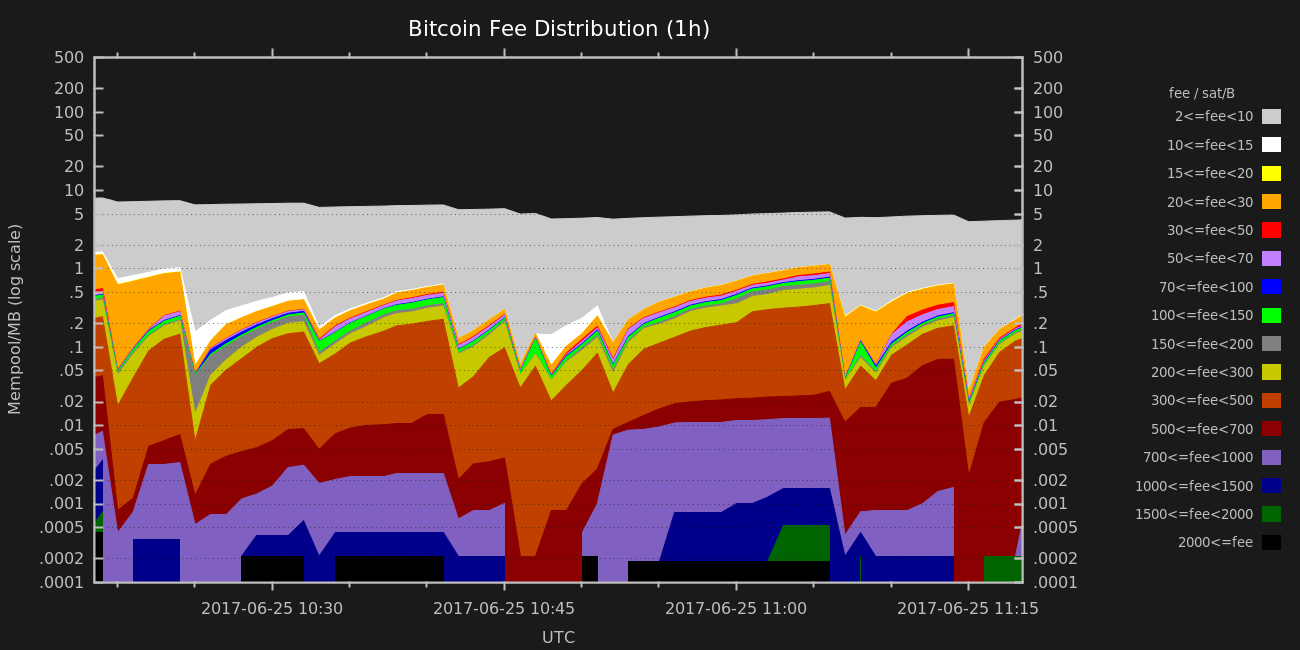 Bitcoin Fee Distribution (1h)
500 500
200 200
100 100
50 50
20 20
10 10
5 5
2 2
1 1
.5 .5
.2 .2
.1 .1
.05 .05
.02 .02
.01 .01
.005 .005
.002 .002
.001 .001
.0005 .0005
.0002 .0002
.0001 .0001
Mempool/MB (log scale)
2017-06-25 10:30 2017-06-25 10:45 2017-06-25 11:00 2017-06-25 11:15
UTC
fee / sat/B
2<=fee<10
10<=fee<15
15<=fee<20
20<=fee<30
30<=fee<50
50<=fee<70
70<=fee<100
100<=fee<150
150<=fee<200
200<=fee<300
300<=fee<500
500<=fee<700
700<=fee<1000
1000<=fee<1500
1500<=fee<2000
2000<=fee